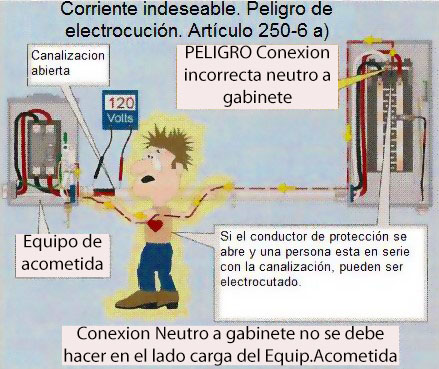 Corriente indeseable. Peligro de
electrocución. Artículo 250-6 a)
Canalizacion
abierta
PELIGRO Conexion
incorrecta neutro a
gabinete
120
Volts
Equipo de
acometida
Si el conductor de protección se
abre y una persona esta en serie
con la canalización, pueden ser
electrocutado.
Conexion Neutro a gabinete no se debe
hacer en el lado carga del Equip.Acometida